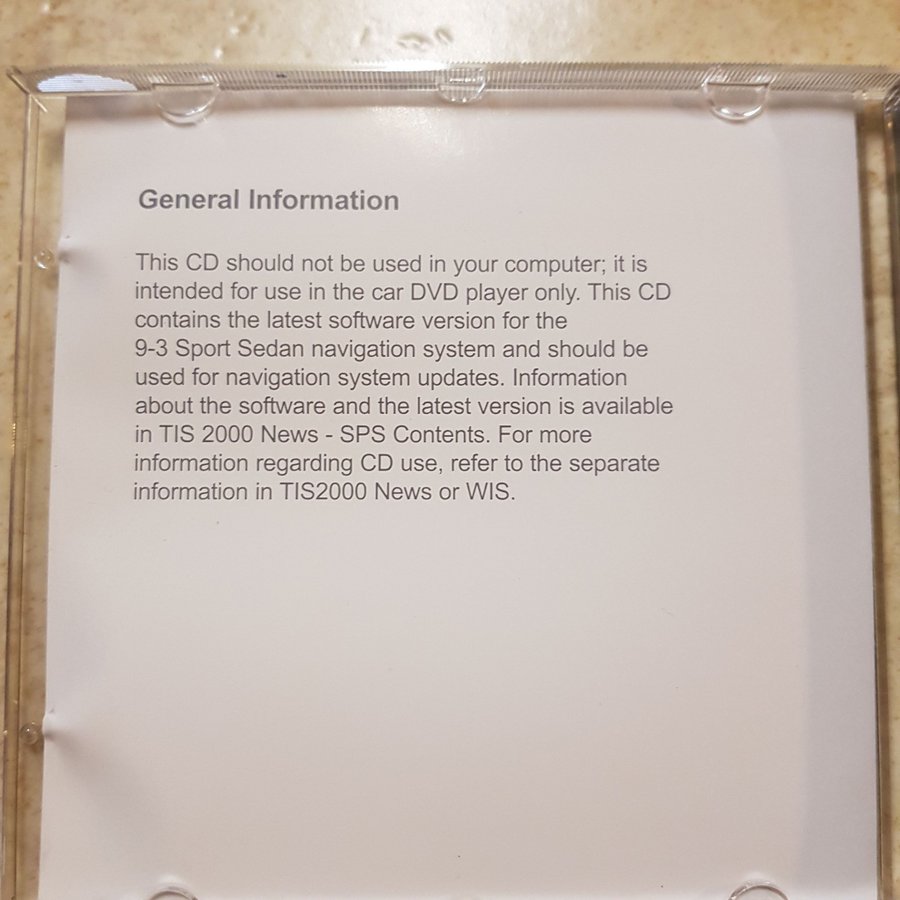 General Information
This CD should not be used in your computer; it is
intended for use in the car DVD player only. This CD
contains the latest software version for the
9-3 Sport Sedan navigation system and should be
used for navigation system updates. Information
about the software and the latest version is available
in TIS 2000 News - SPS Contents. For more
information regarding CD use, refer to the separate
information in TIS2000 News or WIS.